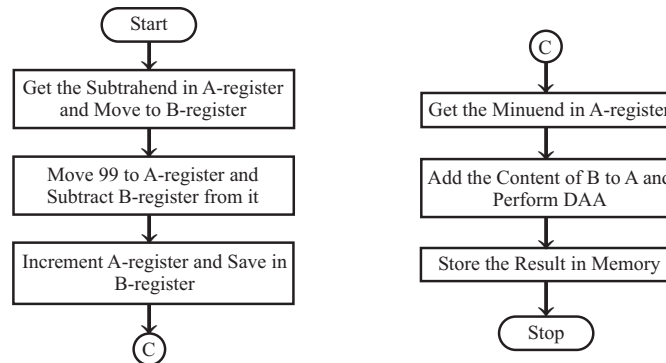 Start
Get the Subtrahend in A-register
and Move to B-register
Move 99 to A-register and
Subtract B-register from it
Increment A-register and Save in
B-register
C
C
Get the Minuend in A-register
Add the Content of B to A and
Perform DAA
Store the Result in Memory
Stop